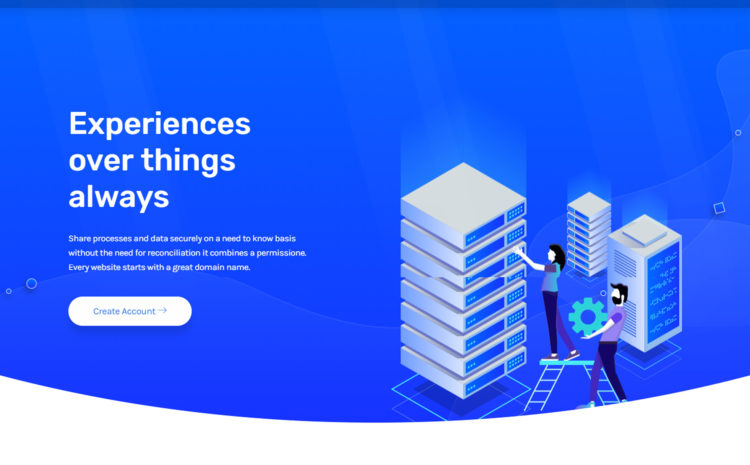 Experiences
over things
always
Share processes and data securely on a need to know basis
without the need for reconciliation it combines a permissione.
Every website starts with a great domain name.
Create Account